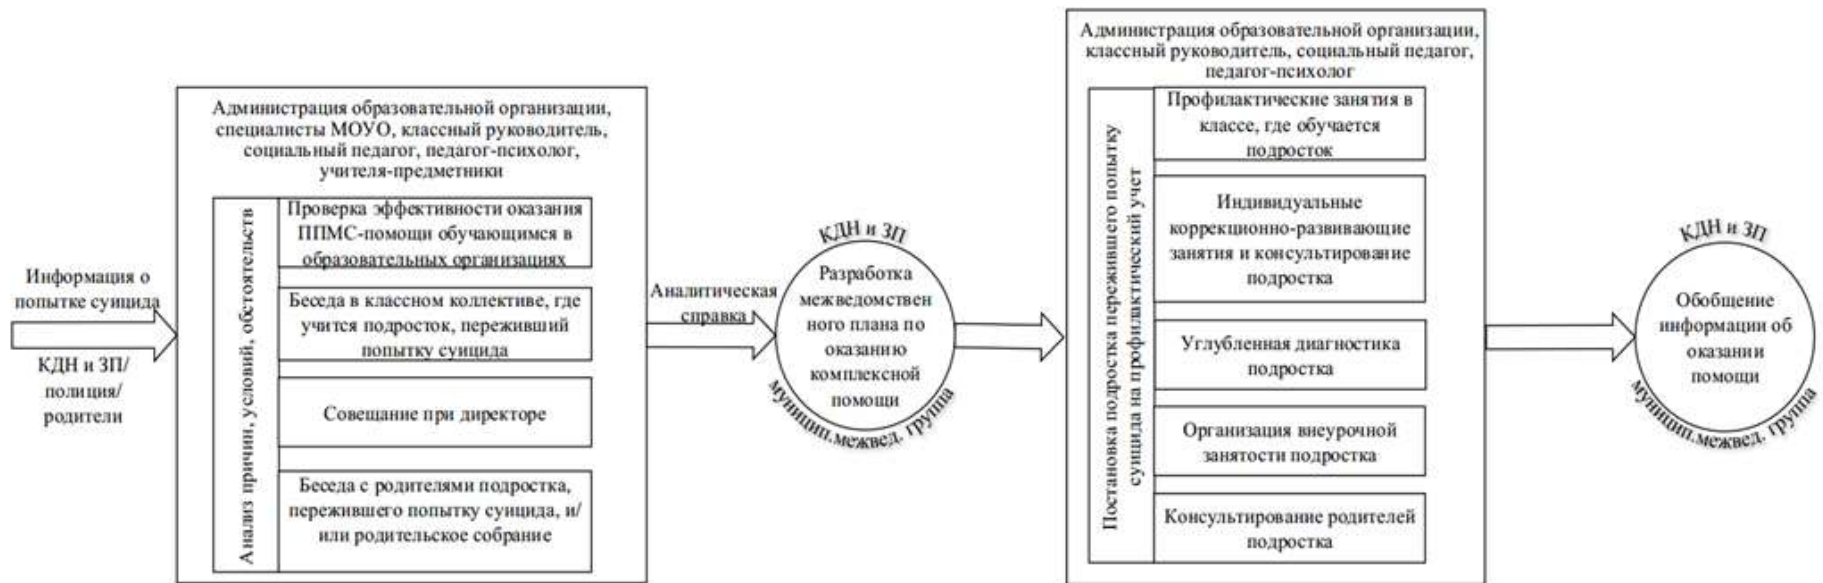 Информация о
попытке суицида
КДН и ЗП/
полиция/
родители
Администрация образовательной организации,
специалисты МОУО, классный руководитель,
социальный педагог, педагог-психолог,
учителя-предметники
Анализ причин, условий, обстоятельств
Проверка эффективности оказания
ППМС-помощи обучающимся в
образовательных организациях
Беседа в классном коллективе, где
учится подросток, переживший
попытку суицида
Совещание при директоре
Беседа с родителями подростка,
пережившего попытку суицида, и/
или родительское собрание
Аналитическая
справка
КДН и ЗП
Разработка
межведомствен
ного плана по
оказанию
комплексной
помощи
муницип.межвед. группа
Администрация образовательной организации,
классный руководитель, социальный педагог,
педагог-психолог
Постановка подростка пережившего попытку
суицида на профилактический учет
Профилактические занятия в
классе, где обучается
подросток
Индивидуальные
коррекционно-развивающие
занятия и консультирование
подростка
Углубленная диагностика
подростка
Организация внеурочной
занятости подростка
Консультирование родителей
подростка
КДН и ЗП
Обобщение
информации об
оказании
помощи
муницип.межвед. группа